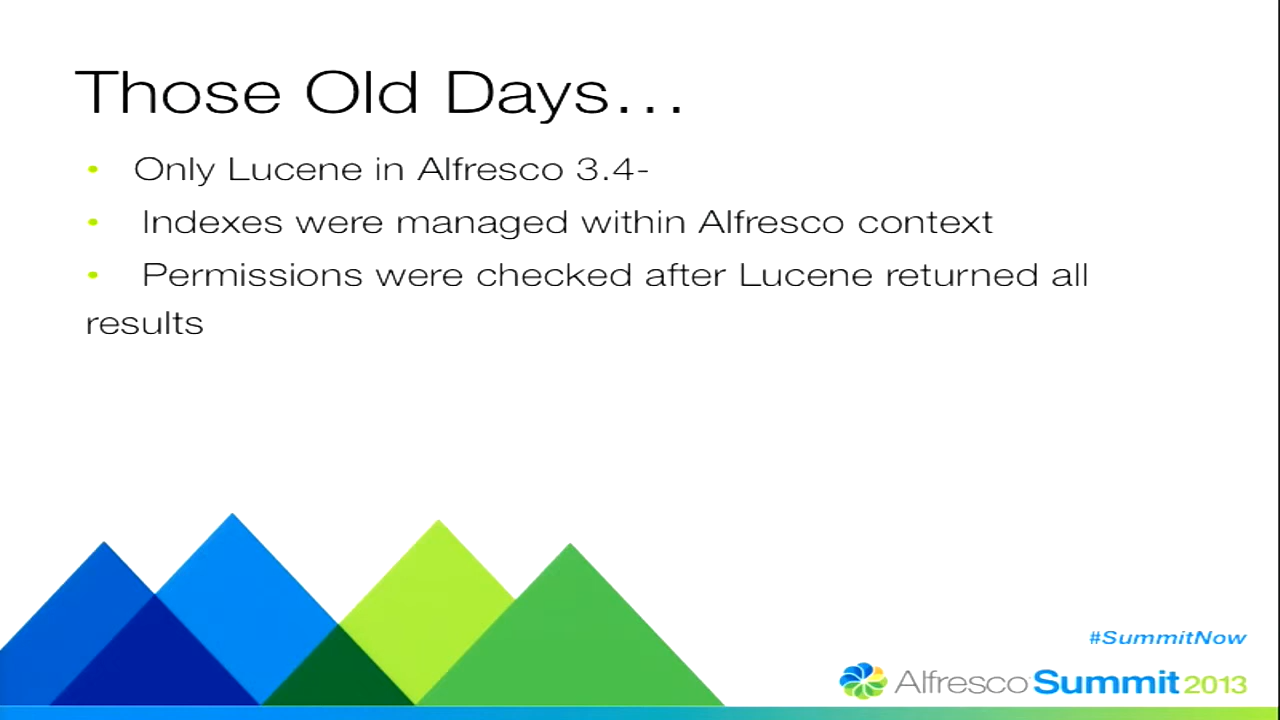 Those Old Days…
• Only Lucene in Alfresco 3.4-
• Indexes were managed within Alfresco context
• Permissions were checked after Lucene returned all
results
#SummitNow
Alfresco Summit 2013